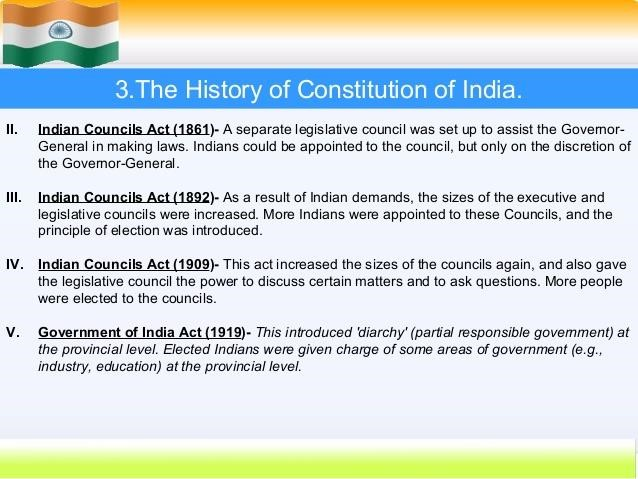 3.The History of Constitution of India.
II. Indian Councils Act (1861)- A separate legislative council was set up to assist the Governor-
General in making laws. Indians could be appointed to the council, but only on the discretion of
the Governor-General.
III. Indian Councils Act (1892)- As a result of Indian demands, the sizes of the executive and
legislative councils were increased. More Indians were appointed to these Councils, and the
principle of election was introduced.
IV. Indian Councils Act (1909)- This act increased the sizes of the councils again, and also gave
the legislative council the power to discuss certain matters and to ask questions. More people
were elected to the councils.
V. Government of India Act (1919)- This introduced 'diarchy' (partial responsible government) at
the provincial level. Elected Indians were given charge of some areas of government (e.g.,
industry, education) at the provincial level.